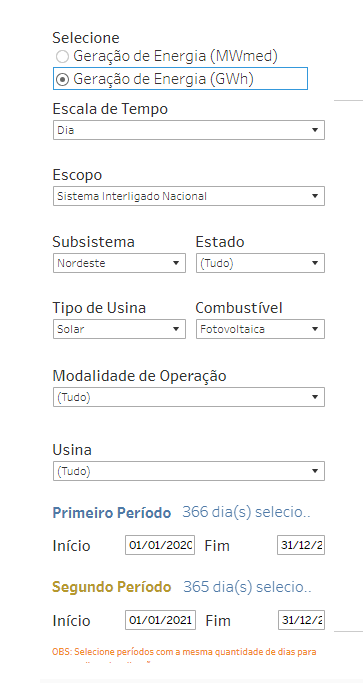 Selecione
Geração de Energia (MWmed)
Geração de Energia (GWh)
Escala de Tempo
Dia
Escopo
Sistema Interligado Nacional
Subsistema Estado
Nordeste (Tudo)
Tipo de Usina Combustível
Solar Fotovoltaica
Modalidade de Operação
(Tudo)
Usina
(Tudo)
Primeiro Período 366 dia(s) selecio..
Início 01/01/2020 Fim 31/12/2
Segundo Período 365 dia(s) selecio..
Início 01/01/2021 Fim 31/12/2
OBS: Selecione períodos com a mesma quantidade de dias para